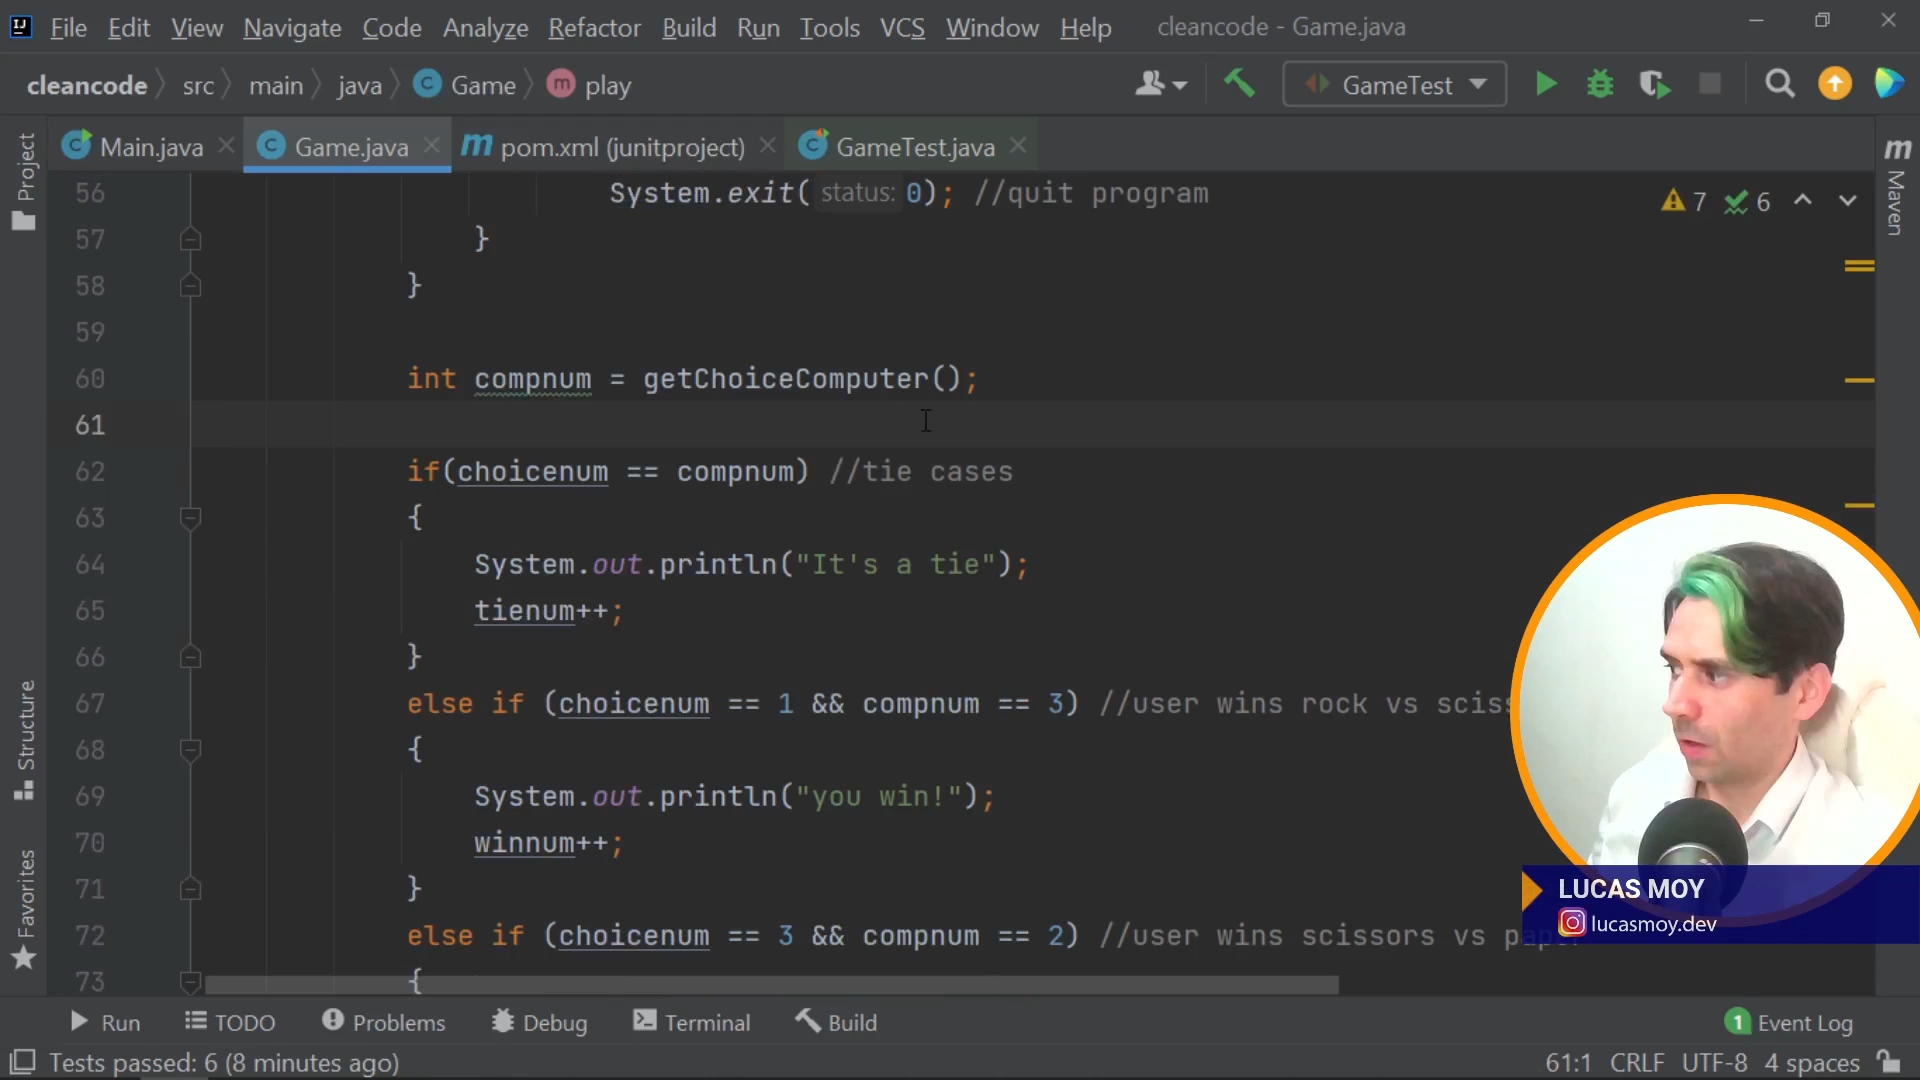 File Edit View Navigate Code Analyze Refactor Build Run Tools VCS Window Help cleancode - Game.java
cleancode src main java Game play GameTest
Main.java Game.java pom.xml (junitproject) GameTest.java
Project
Structure
Favorites
Maven
7 6
56 System.exit( status: 0); //quit program
57 }
58 }
59
60 int compnum = getChoiceComputer();
61
62 if(choicenum == compnum) //tie cases
63 {
64 System.out.println("It's a tie");
65 tienum++;
66 }
67 else if (choicenum == 1 && compnum == 3) //user wins rock vs sciss
68 {
69 System.out.println("you win!");
70 winnum++;
71 }
72 else if (choicenum == 3 && compnum == 2) //user wins scissors vs paper
73 {
LUCAS MOY
lucasmoy.dev
Run TODO Problems Debug Terminal Build 1 Event Log
Tests passed: 6 (8 minutes ago) 61:1 CRLF UTF-8 4 spaces